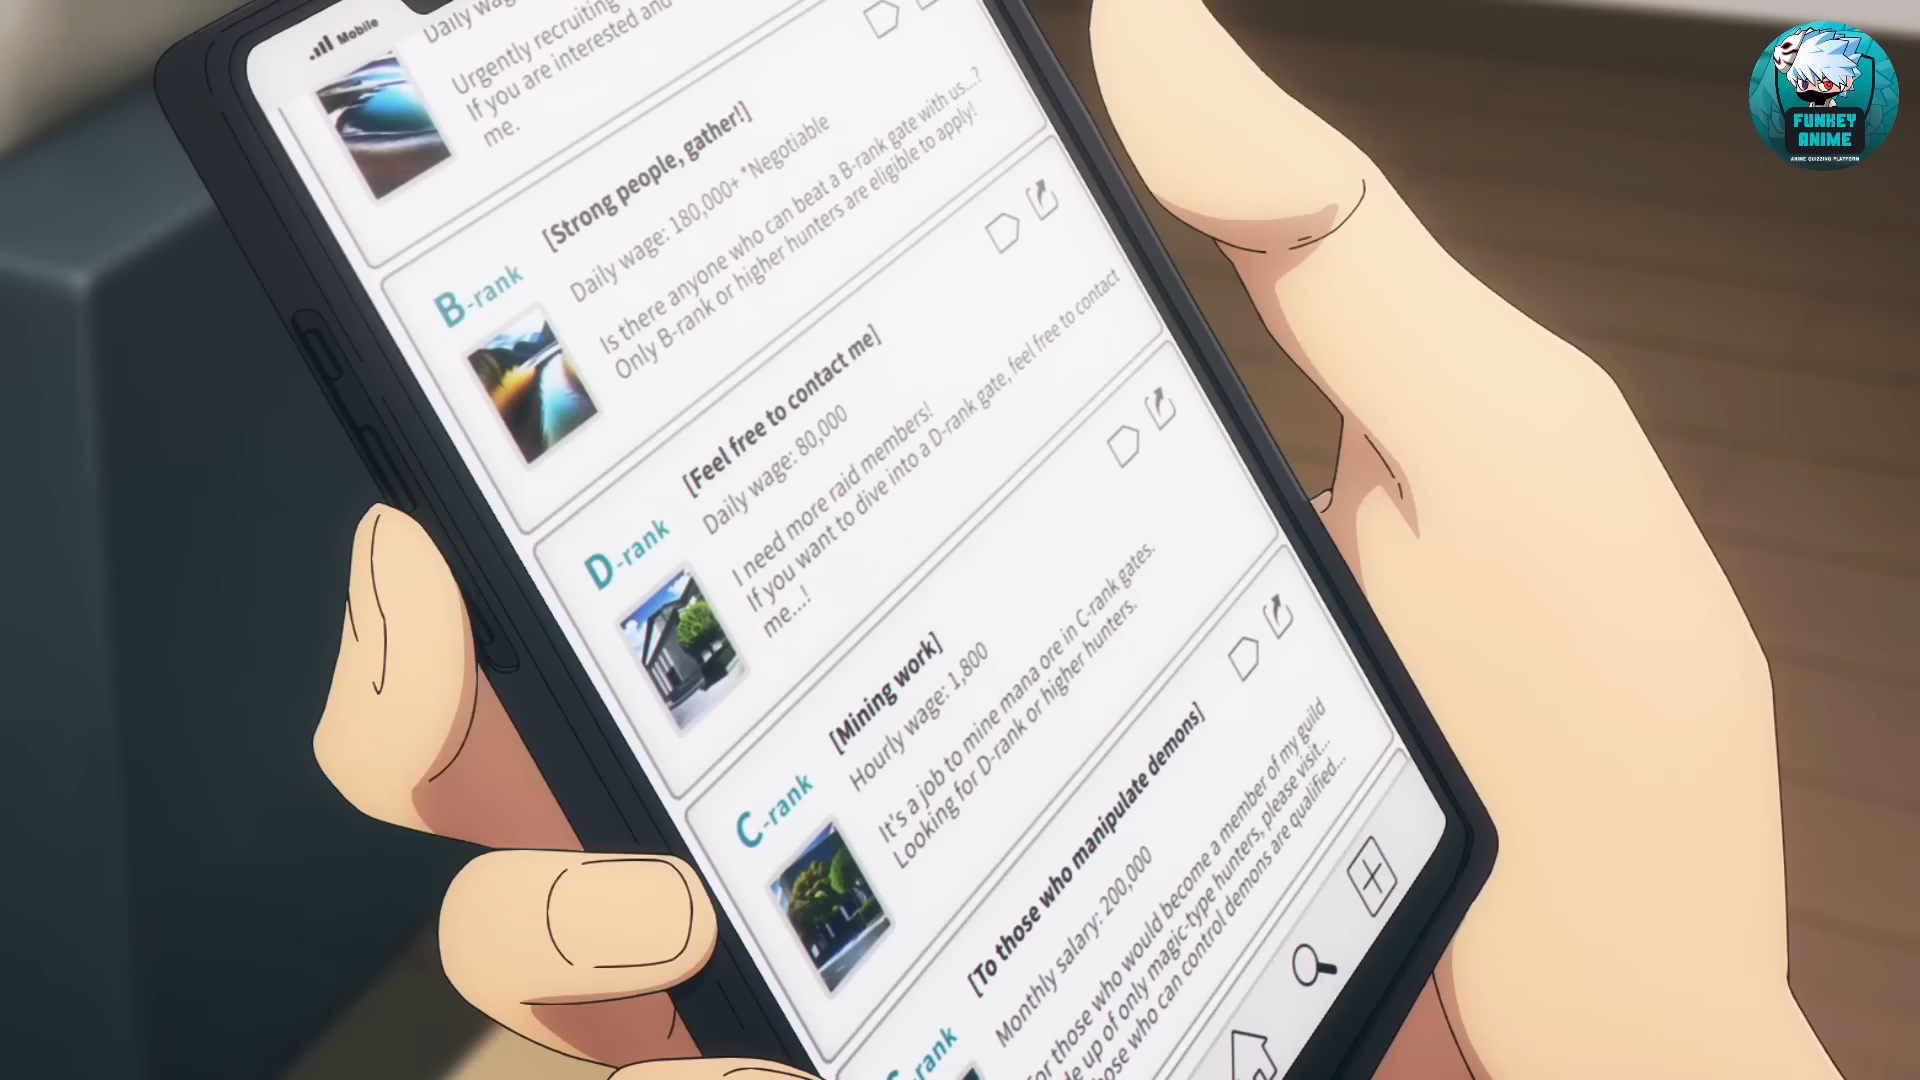 Mobile
Daily
Urgently recruiting
If you are interested and
me.
[Strong people, gather!]
Daily wage: 180,000+ *Negotiable
B-rank
Is there anyone who can beat a B-rank gate with us...?
Only B-rank or higher hunters are eligible to apply!
[Feel free to contact me]
Daily wage: 80,000
D-rank
I need more raid members!
If you want to dive into a D-rank gate, feel free to contact
me...!
[Mining work]
Hourly wage: 1,800
C-rank
It's a job to mine mana ore in C-rank gates.
Looking for D-rank or higher hunters.
[To those who manipulate demons]
Monthly salary: 200,000
-rank
for those who would become a member of my guild
up of only magic-type hunters, please visit...
those who can control demons are qualified...
FUNKEY
ANIME
ANIME QUIZZING PLATFORM